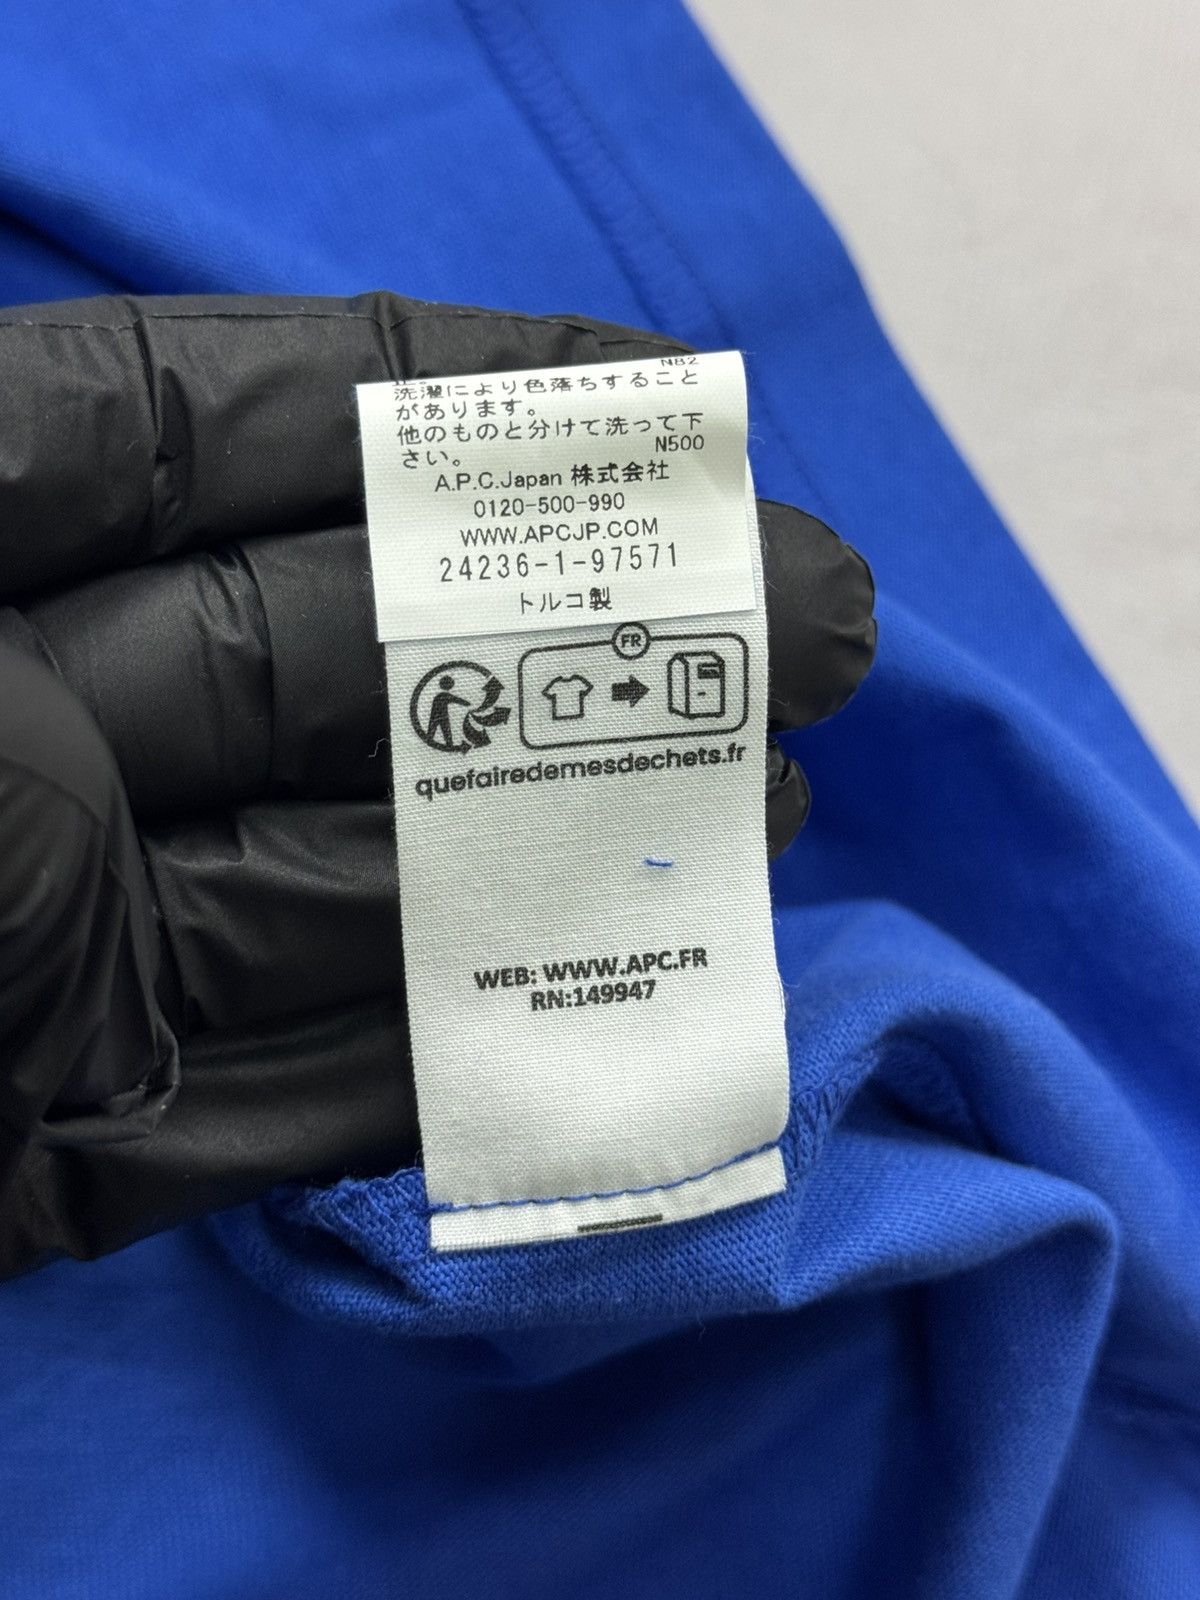 N82
洗濯により色落ちすること
があります。
他のものと分けて洗って下
さい。 N500
A.P.C.Japan 株式会社
0120-500-990
WWW.APCJP.COM
24236-1-97571
トルコ製
FR
quefairedemesdechets.fr
WEB: WWW.APC.FR
RN:149947